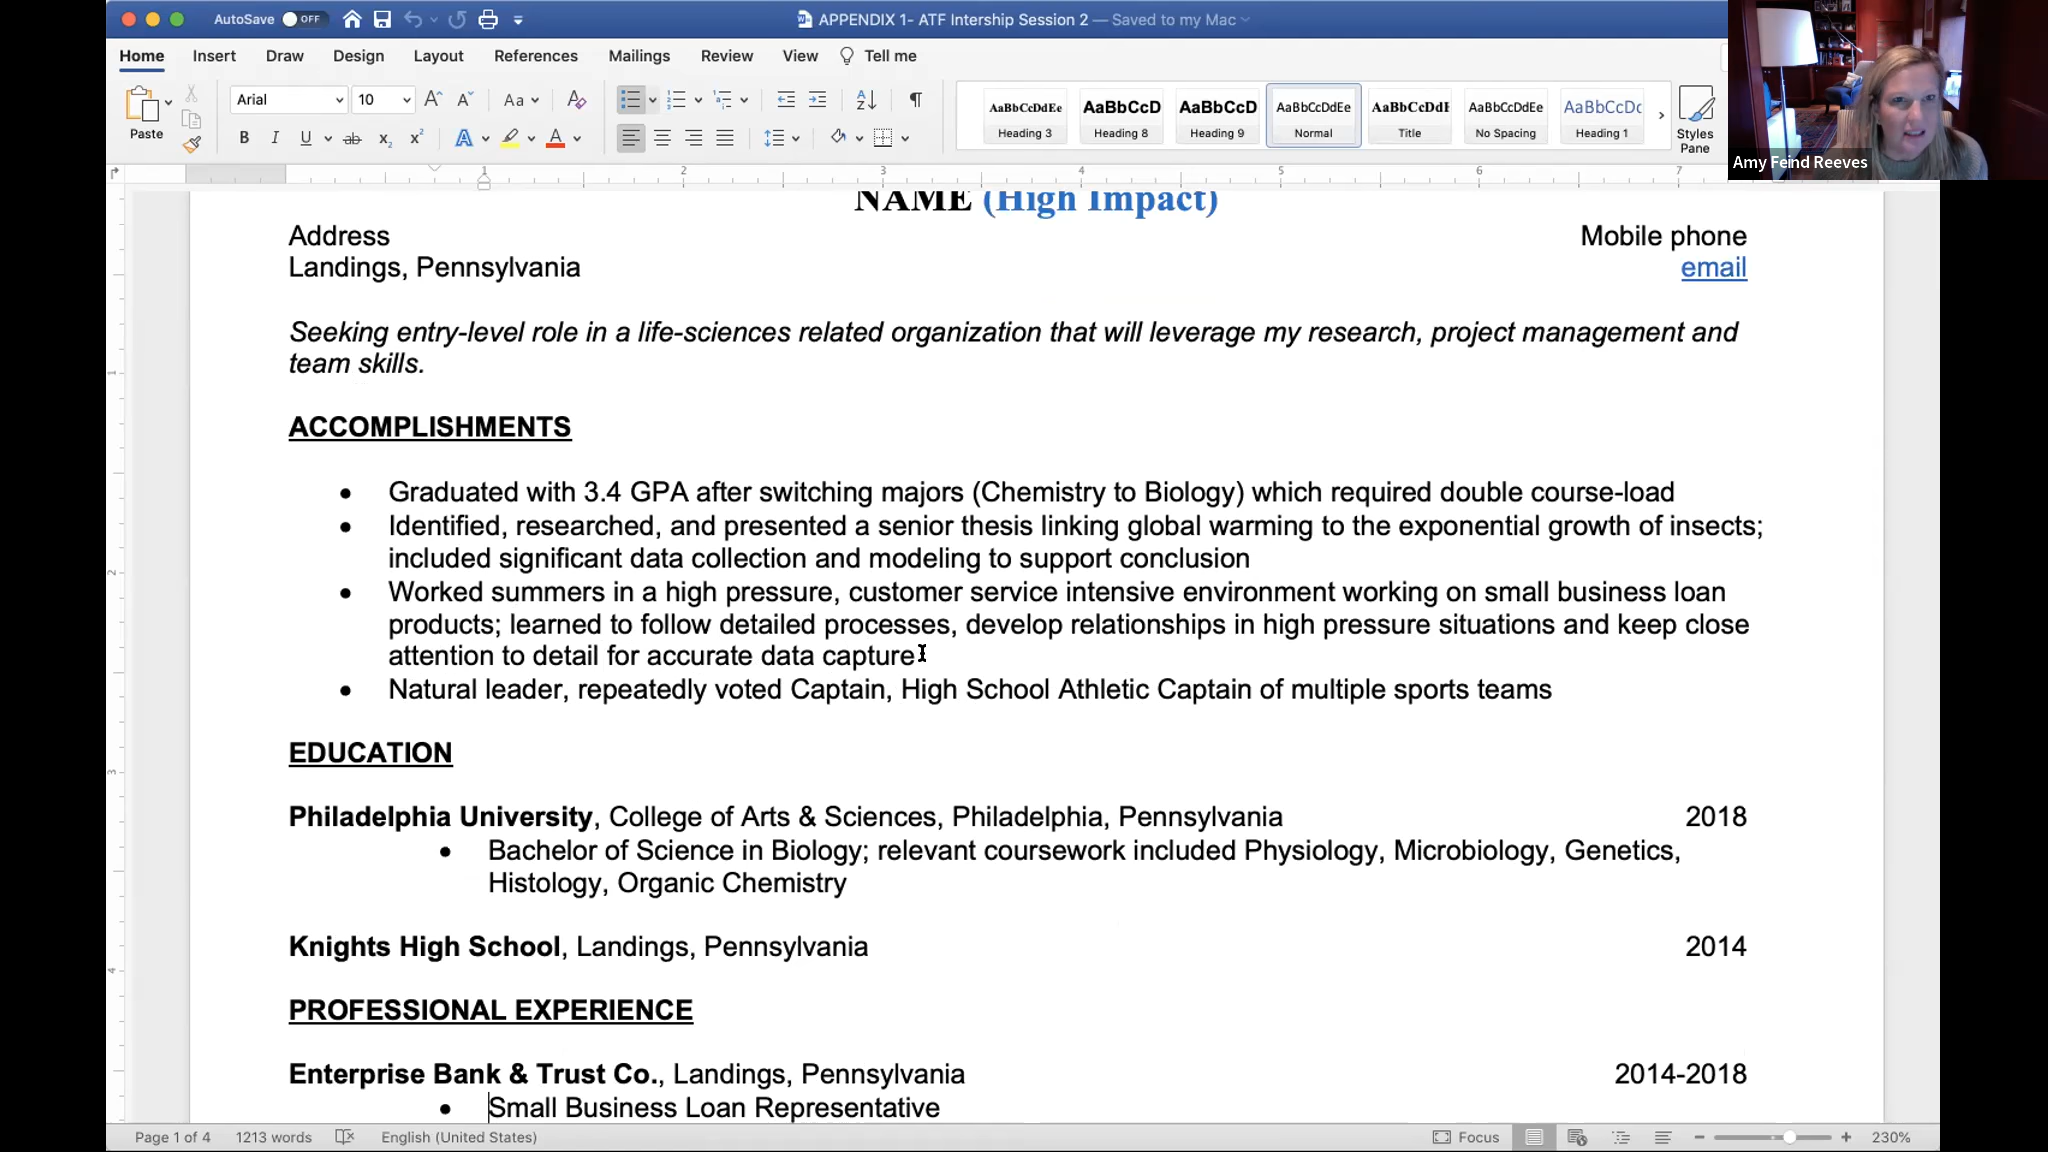 AutoSave OFF
APPENDIX 1- ATF Intership Session 2 — Saved to my Mac
Home Insert Draw Design Layout References Mailings Review View Tell me
Paste
Arial 10 Aa
AaBbCcDdEe AaBbCcD AaBbCcD AaBbCcDdEe AaBbCcDdE AaBbCcDdEe AaBbCcDc
Heading 3 Heading 8 Heading 9 Normal Title No Spacing Heading 1
Styles
Pane
Amy Feind Reeves
1 2 3 4 5 6 7
NAME (High Impact)
Address Mobile phone
Landings, Pennsylvania email
Seeking entry-level role in a life-sciences related organization that will leverage my research, project management and
team skills.
ACCOMPLISHMENTS
• Graduated with 3.4 GPA after switching majors (Chemistry to Biology) which required double course-load
• Identified, researched, and presented a senior thesis linking global warming to the exponential growth of insects;
included significant data collection and modeling to support conclusion
• Worked summers in a high pressure, customer service intensive environment working on small business loan
products; learned to follow detailed processes, develop relationships in high pressure situations and keep close
attention to detail for accurate data capture
• Natural leader, repeatedly voted Captain, High School Athletic Captain of multiple sports teams
EDUCATION
Philadelphia University, College of Arts & Sciences, Philadelphia, Pennsylvania 2018
• Bachelor of Science in Biology; relevant coursework included Physiology, Microbiology, Genetics,
Histology, Organic Chemistry
Knights High School, Landings, Pennsylvania 2014
PROFESSIONAL EXPERIENCE
Enterprise Bank & Trust Co., Landings, Pennsylvania 2014-2018
• Small Business Loan Representative
Page 1 of 4 1213 words English (United States) Focus 230%